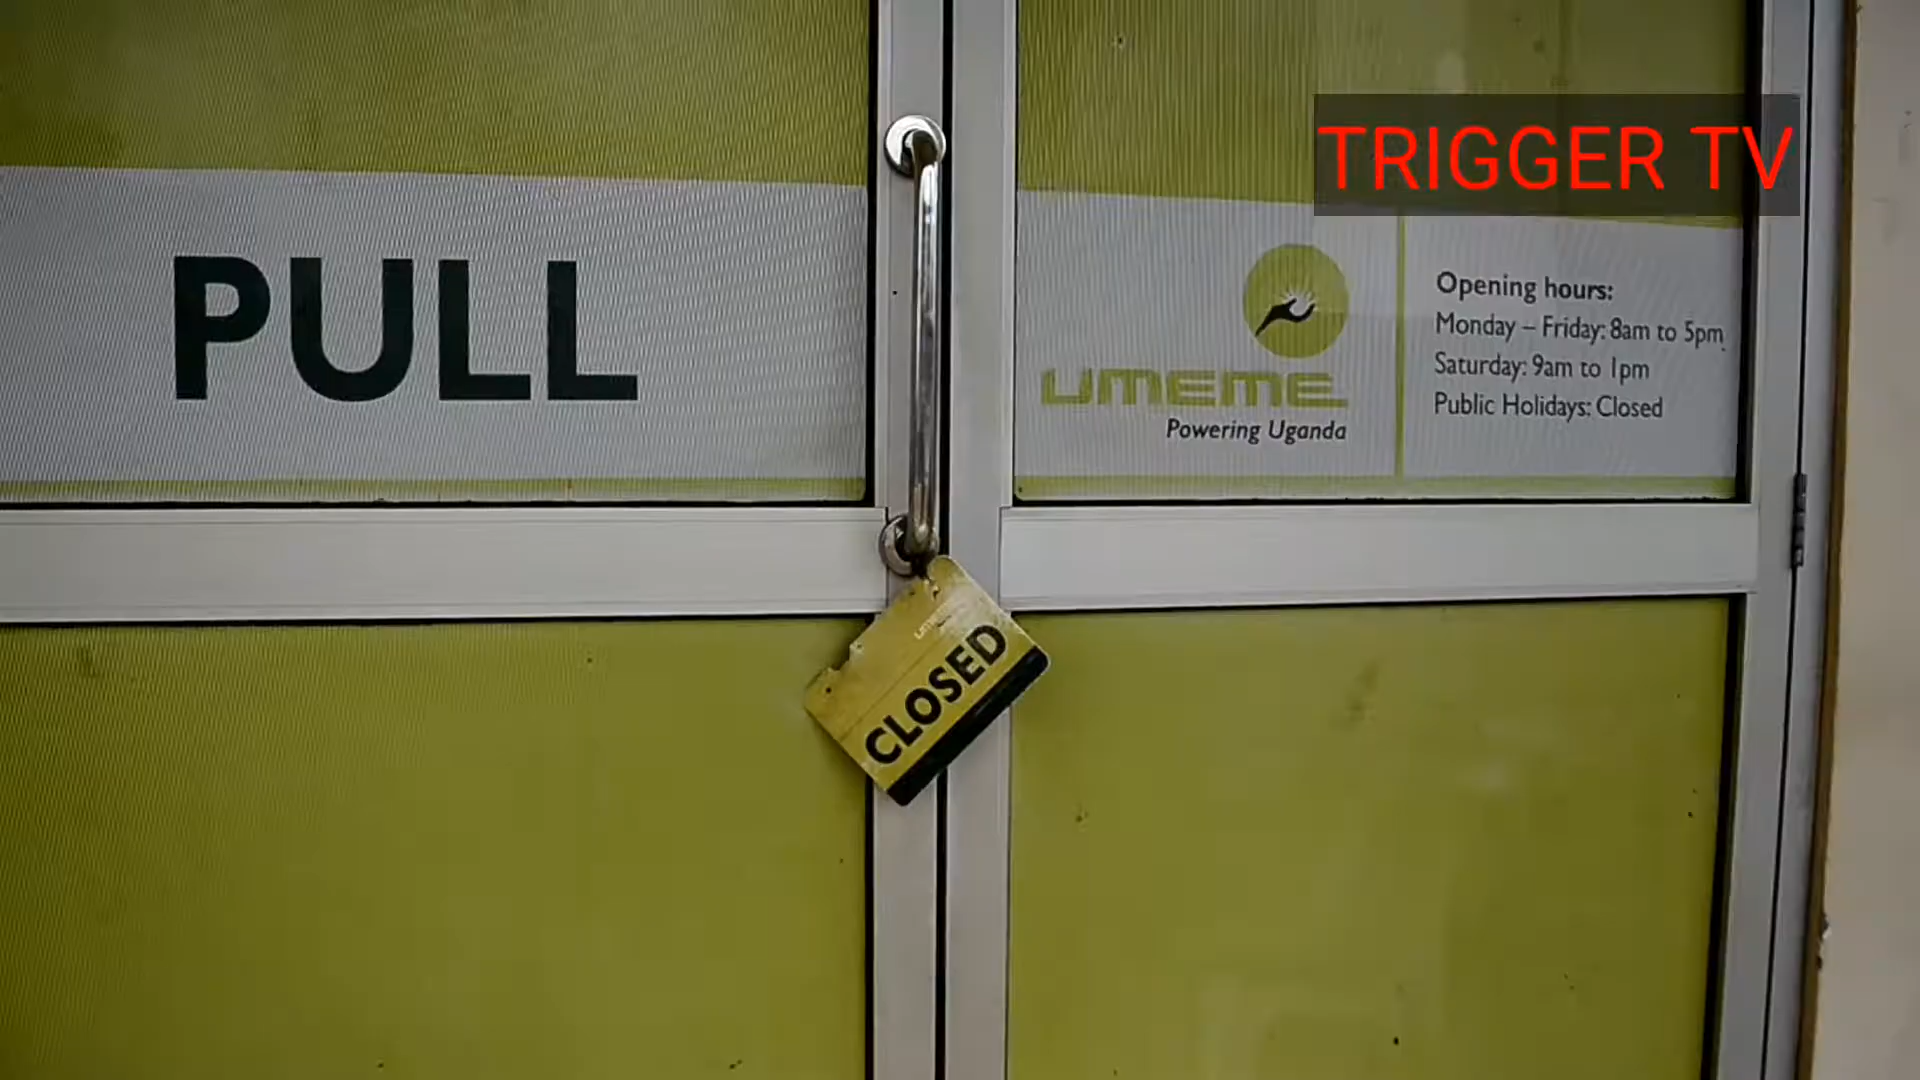 TRIGGER TV
PULL
UMEME
Powering Uganda
Opening hours:
Monday – Friday: 8am to 5pm
Saturday: 9am to 1pm
Public Holidays: Closed
CLOSED